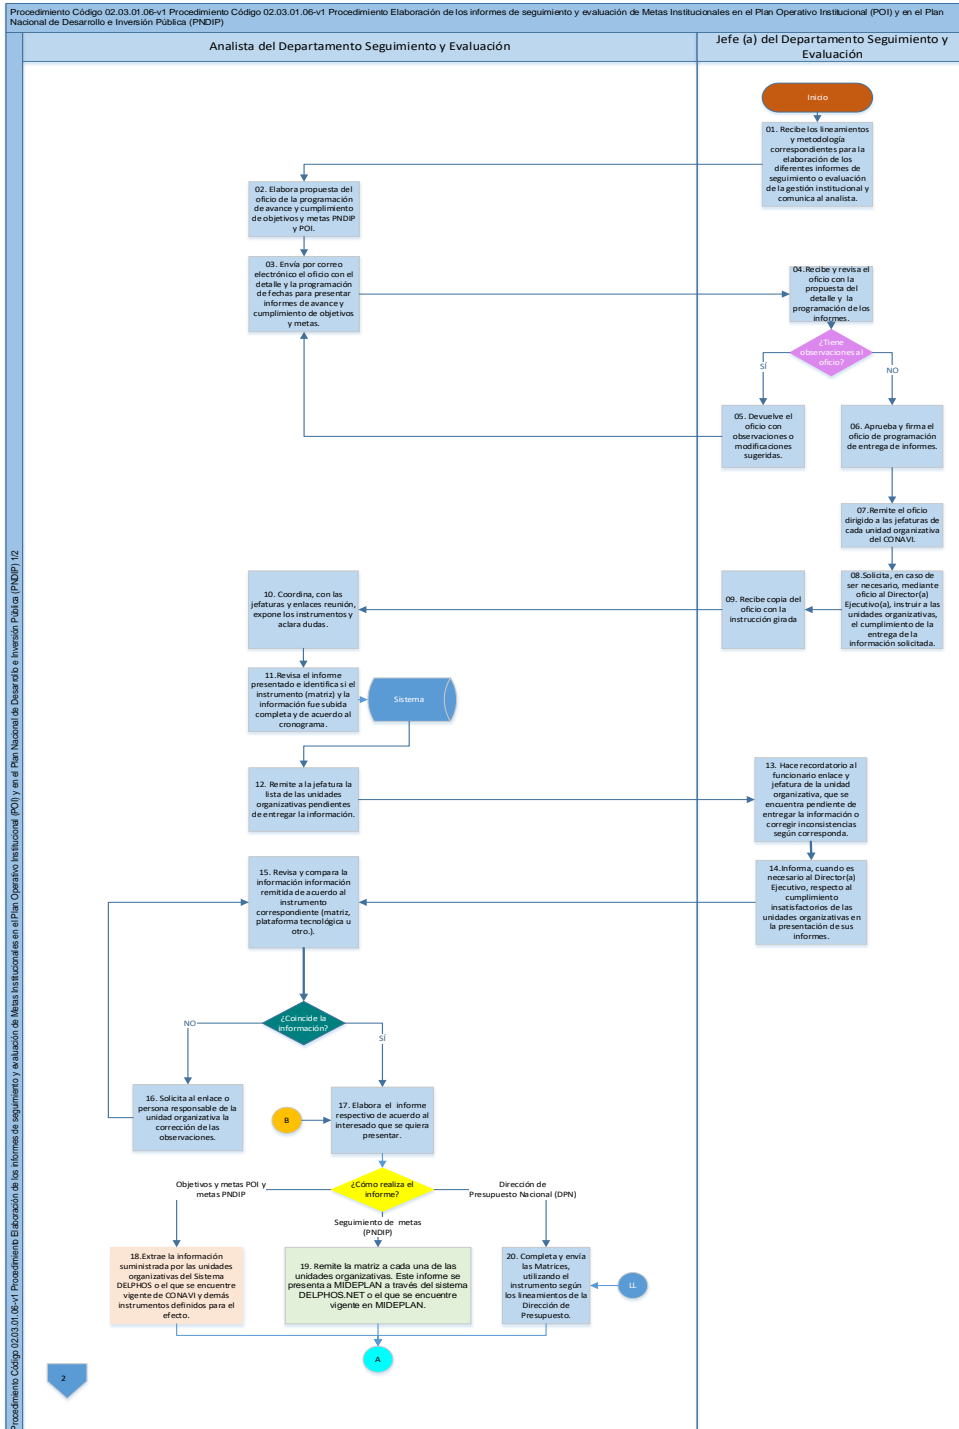 Procedimiento Código 02.03.01.06-v1 Procedimiento Código 02.03.01.06-v1 Procedimiento Elaboración de los informes de seguimiento y evaluación de Metas Institucionales en el Plan Operativo Institucional (POI) y en el Plan
Nacional de Desarrollo e Inversión Pública (PNDIP)
Procedimiento Código 02.03.01.06-v1 Procedimiento Elaboración de los informes de seguimiento y evaluación de Metas Institucionales en el Plan Operativo Institucional (POI) y en el Plan Nacional de Desarrollo e Inversión Pública (PNDIP) 1/2
Analista del Departamento Seguimiento y Evaluación
Jefe (a) del Departamento Seguimiento y
Evaluación
Inicio
01. Recibe los lineamientos
y metodología
correspondientes para la
elaboración de los
diferentes informes de
seguimiento o evaluación
de la gestión institucional y
comunica al analista.
02. Elabora propuesta del
oficio de la programación
de avance y cumplimiento
de objetivos y metas PNDIP
y POI.
03. Envía por correo
electrónico el oficio con el
detalle y la programación
de fechas para presentar
informes de avance y
cumplimiento de objetivos
y metas.
04.Recibe y revisa el
oficio con la
propuesta del
detalle y la
programación de los
informes.
¿Tiene
observaciones al
oficio?
SÍ
NO
05. Devuelve el
oficio con
observaciones o
modificaciones
sugeridas.
06. Aprueba y firma el
oficio de programación
de entrega de informes.
07.Remite el oficio
dirigido a las jefaturas de
cada unidad organizativa
del CONAVI.
08.Solicita, en caso de
ser necesario, mediante
oficio al Director(a)
Ejecutivo(a), instruir a las
unidades organizativas,
el cumplimiento de la
entrega de la
información solicitada.
09. Recibe copia del
oficio con la
instrucción girada
10. Coordina, con las
jefaturas y enlaces reunión,
expone los instrumentos y
aclara dudas.
11.Revisa el informe
presentado e identifica si el
instrumento (matriz) y la
información fue subida
completa y de acuerdo al
cronograma.
Sistema
12. Remite a la jefatura la
lista de las unidades
organizativas pendientes
de entregar la información.
13. Hace recordatorio al
funcionario enlace y
jefatura de la unidad
organizativa, que se
encuentra pendiente de
entregar la información o
corregir inconsistencias
según corresponda.
14.Informa, cuando es
necesario al Director(a)
Ejecutivo, respecto al
cumplimiento
insatisfactorios de las
unidades organizativas en
la presentación de sus
informes.
15. Revisa y compara la
información información
remitida de acuerdo al
instrumento
correspondiente (matriz,
plataforma tecnológica u
otro.).
¿Coincide la
información?
NO
SÍ
16. Solicita al enlace o
persona responsable de la
unidad organizativa la
corrección de las
observaciones.
B
17. Elabora el informe
respectivo de acuerdo al
interesado que se quiera
presentar.
¿Cómo realiza el
informe?
Objetivos y metas POI y
metas PNDIP
Seguimiento de metas
(PNDIP)
Dirección de
Presupuesto Nacional (DPN)
18.Extrae la información
suministrada por las unidades
organizativas del Sistema
DELPHOS o el que se encuentre
vigente de CONAVI y demás
instrumentos definidos para el
efecto.
19. Remite la matriz a cada una de las
unidades organizativas. Este informe se
presenta a MIDEPLAN a través del sistema
DELPHOS.NET o el que se encuentre
vigente en MIDEPLAN.
20. Completa y envía
las Matrices,
utilizando el
instrumento según
los lineamientos de la
Dirección de
Presupuesto.
LL
A
2